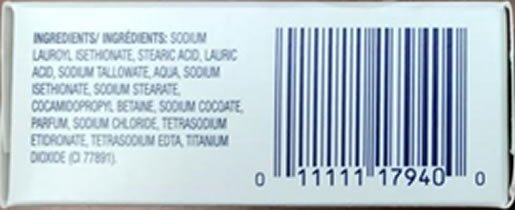 INGREDIENTS/ INGRÉDIENTS: SODIUM
LAUROYL ISETHIONATE, STEARIC ACID, LAURIC
ACID, SODIUM TALLOWATE, AQUA, SODIUM
ISETHIONATE, SODIUM STEARATE,
COCAMIDOPROPYL BETAINE, SODIUM COCOATE,
PARFUM, SODIUM CHLORIDE, TETRASODIUM
ETIDRONATE, TETRASODIUM EDTA, TITANIUM
DIOXIDE (CI 77891).
0 11111 17940 0